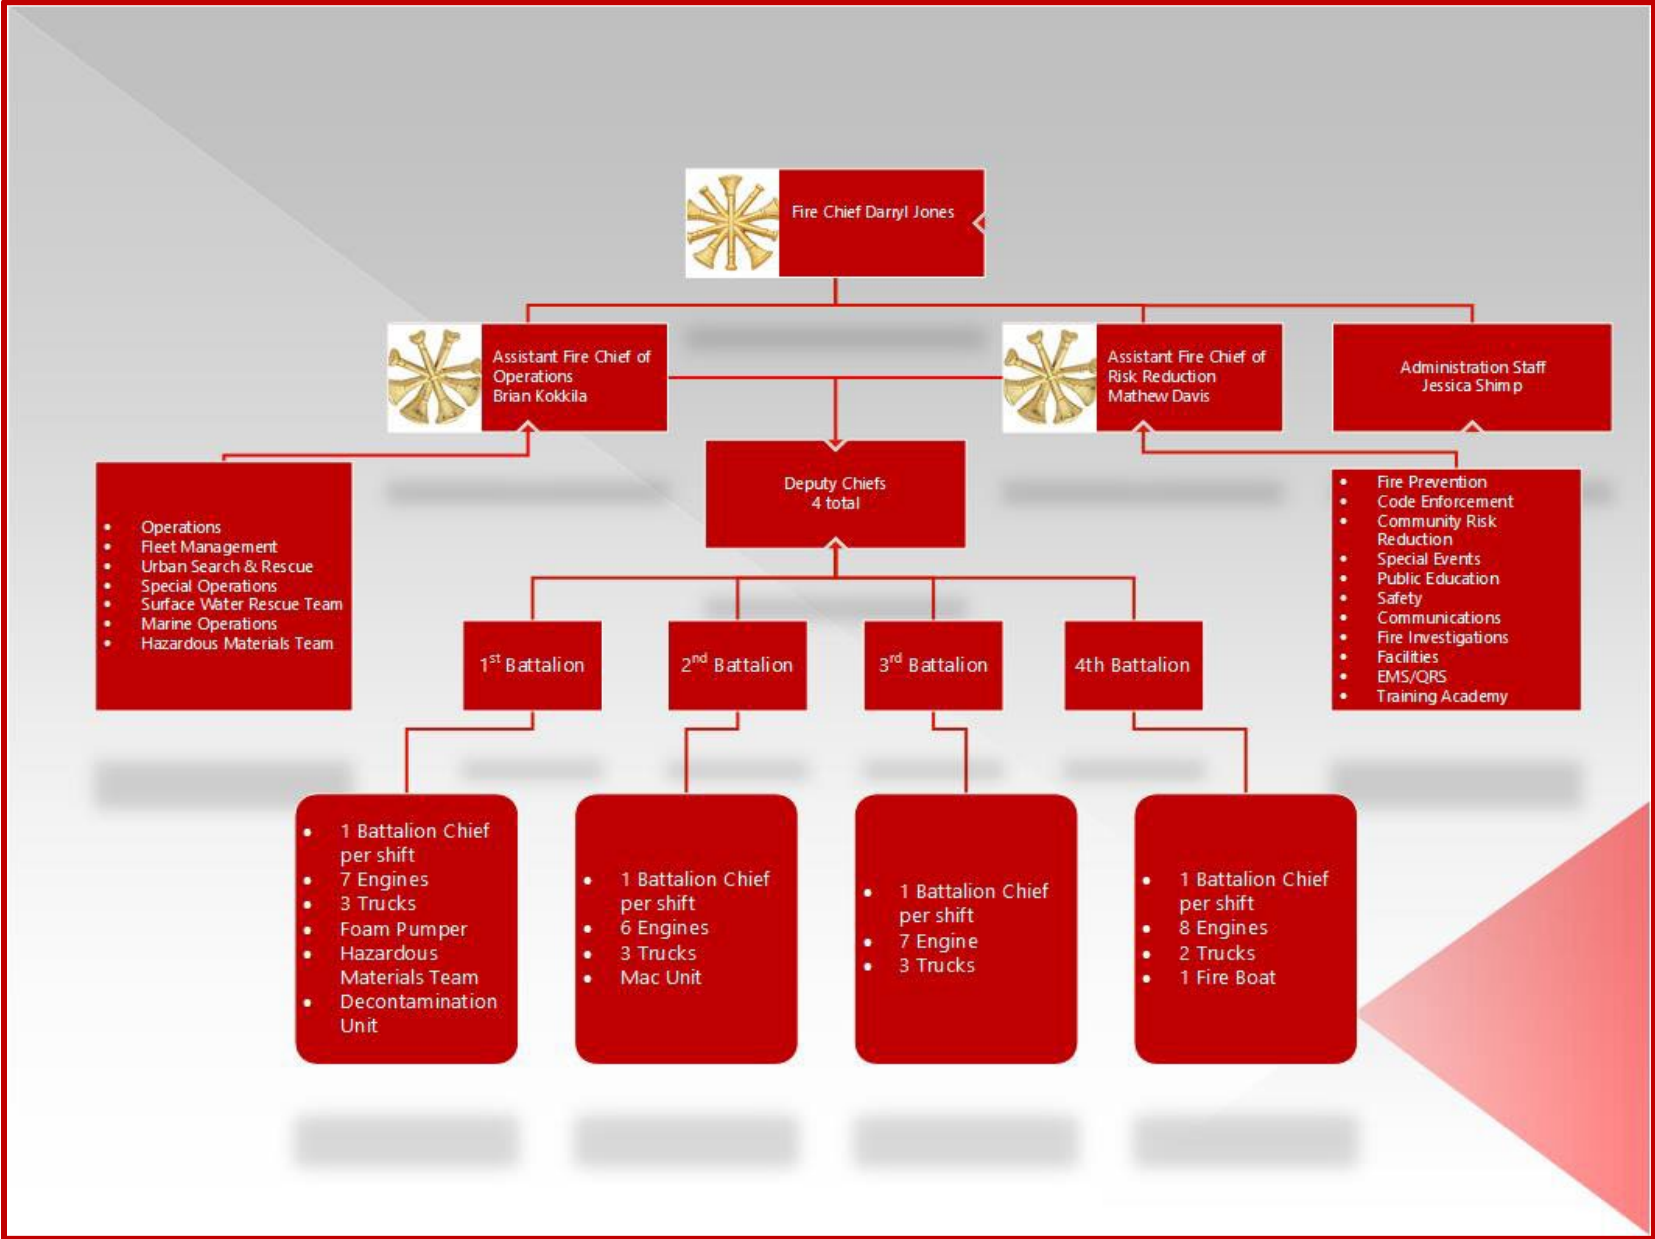 Fire Chief Darryl Jones
Assistant Fire Chief of
Operations
Brian Kokkila
Assistant Fire Chief of
Risk Reduction
Mathew Davis
Administration Staff
Jessica Shimp
Deputy Chiefs
4 total
• Operations
• Fleet Management
• Urban Search & Rescue
• Special Operations
• Surface Water Rescue Team
• Marine Operations
• Hazardous Materials Team
• Fire Prevention
• Code Enforcement
• Community Risk
Reduction
• Special Events
• Public Education
• Safety
• Communications
• Fire Investigations
• Facilities
• EMS/QRS
• Training Academy
1st Battalion
2nd Battalion
3rd Battalion
4th Battalion
• 1 Battalion Chief
per shift
• 7 Engines
• 3 Trucks
• Foam Pumper
• Hazardous
Materials Team
• Decontamination
Unit
• 1 Battalion Chief
per shift
• 6 Engines
• 3 Trucks
• Mac Unit
• 1 Battalion Chief
per shift
• 7 Engine
• 3 Trucks
• 1 Battalion Chief
per shift
• 8 Engines
• 2 Trucks
• 1 Fire Boat